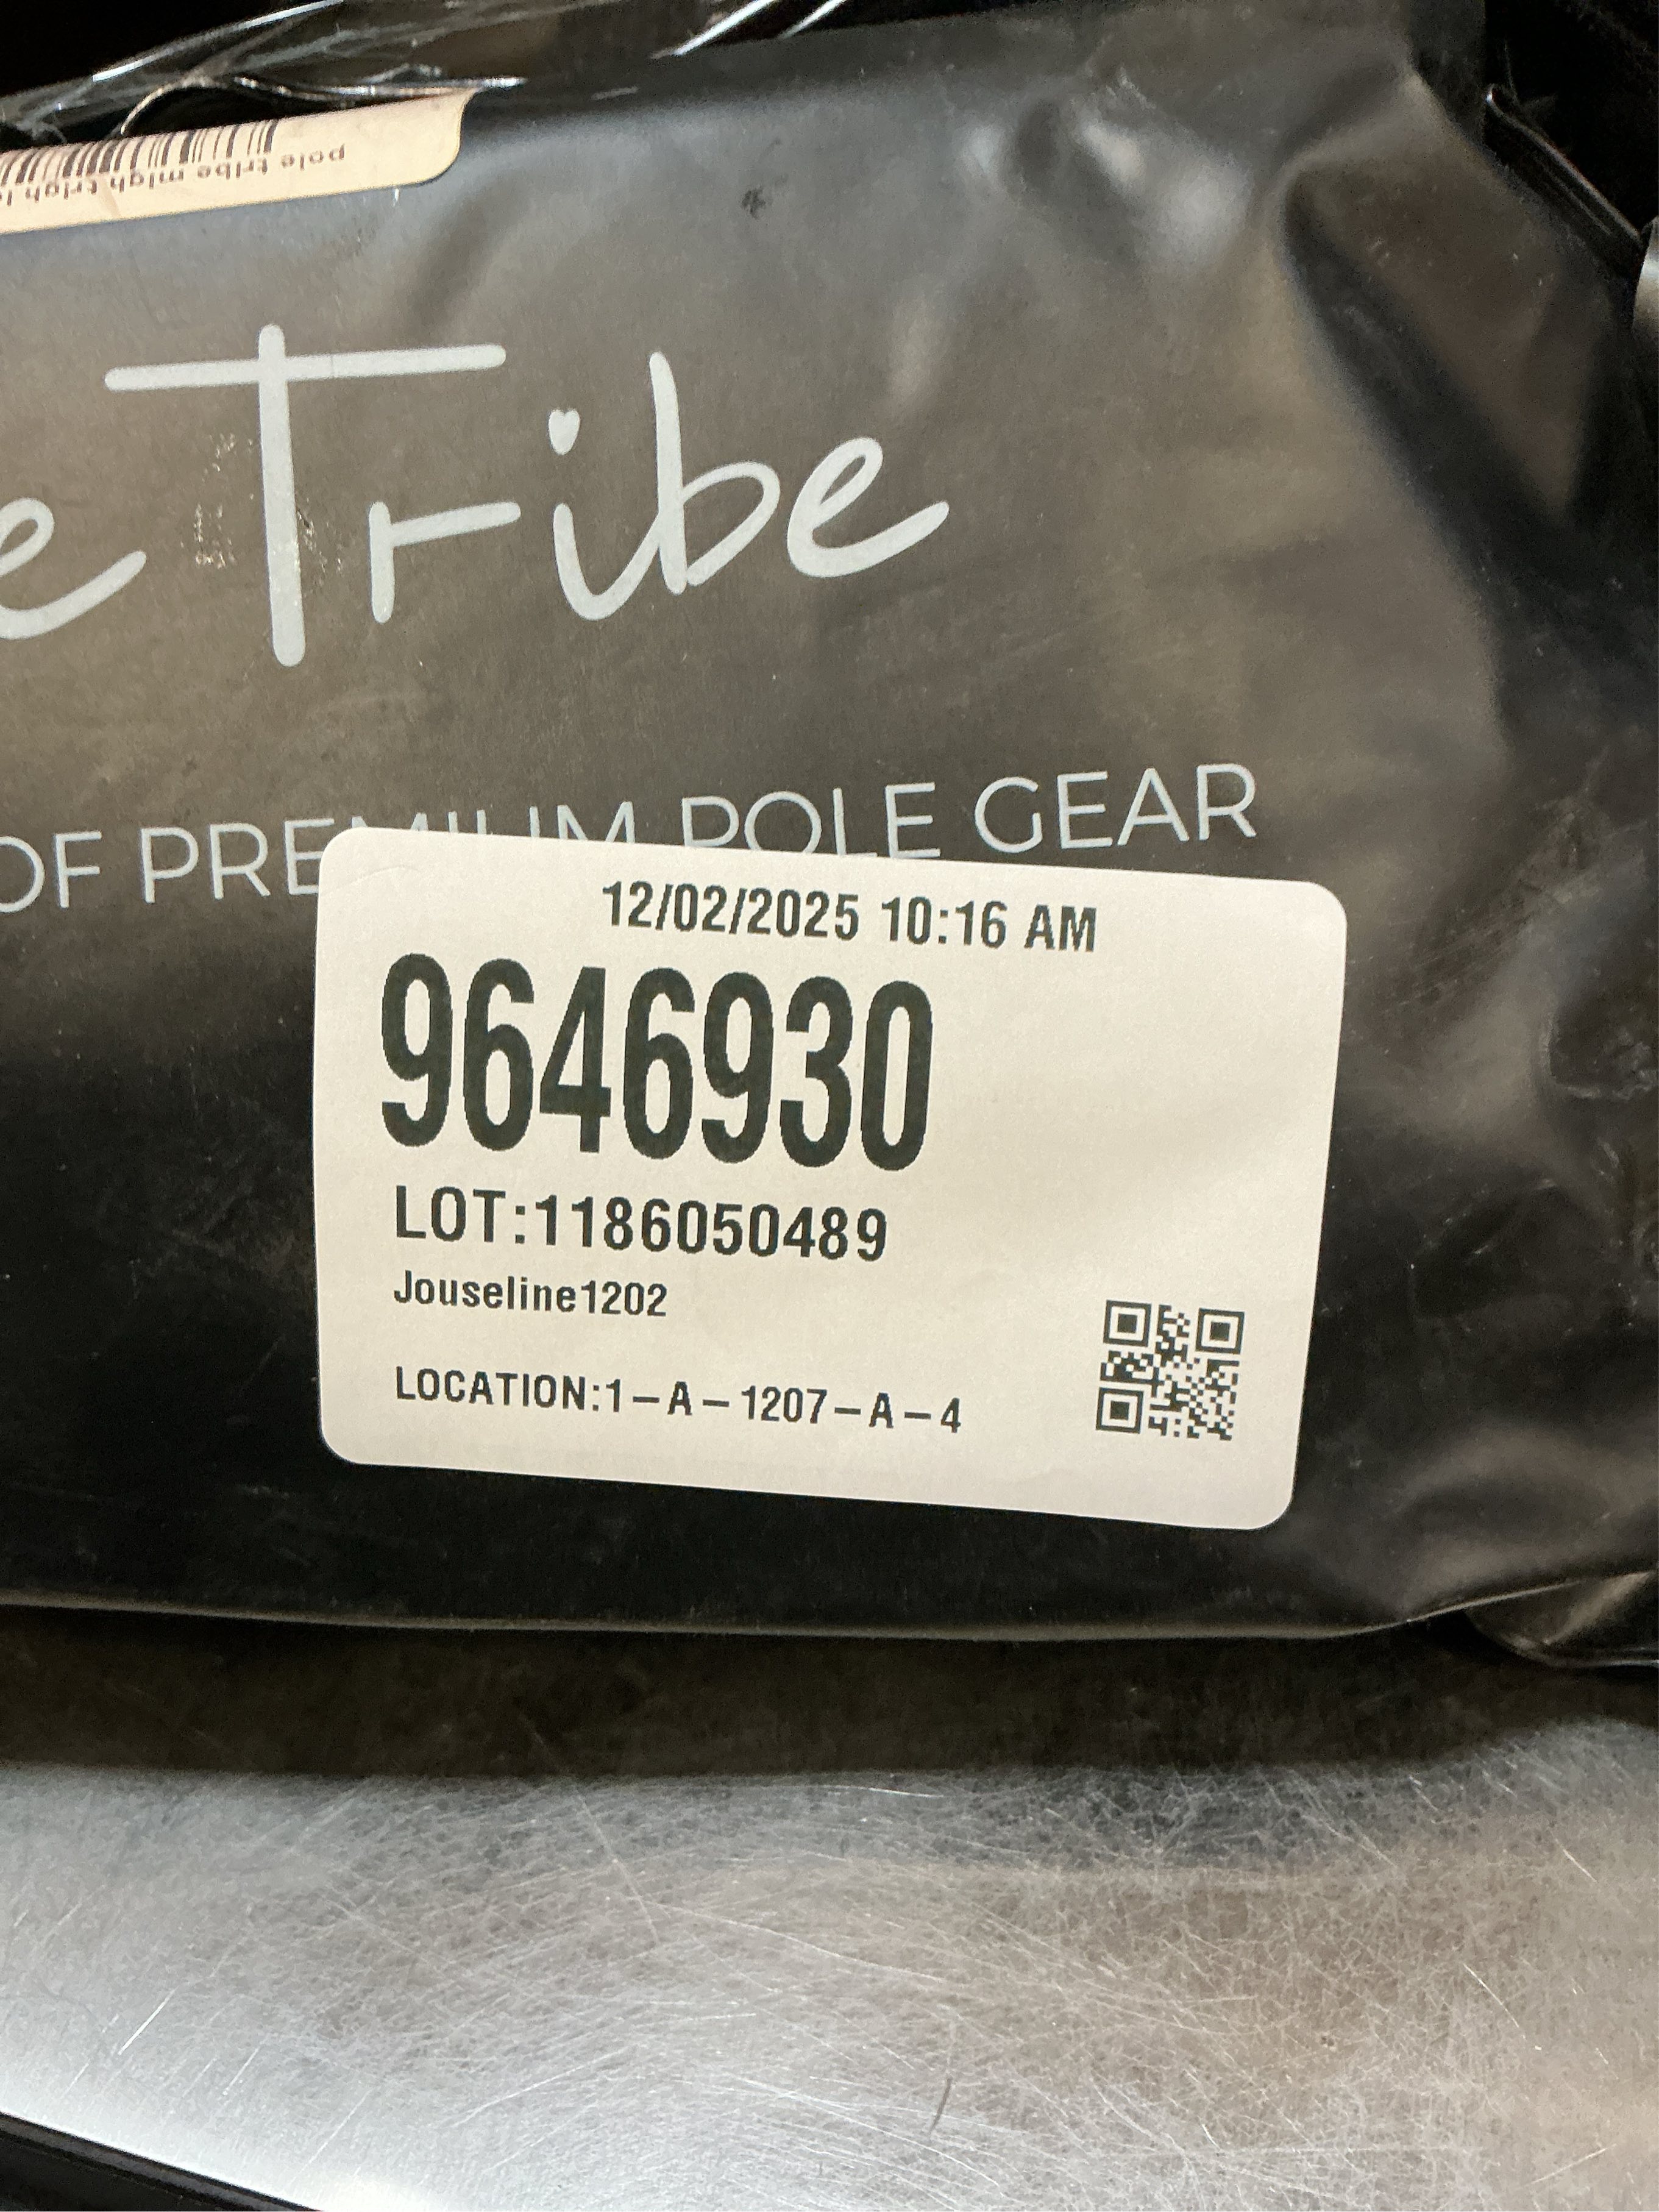 pole tribe
e Tribe
OF PREMIUM POLE GEAR
12/02/2025 10:16 AM
9646930
LOT:1186050489
Jouseline1202
LOCATION:1-A-1207-A-4